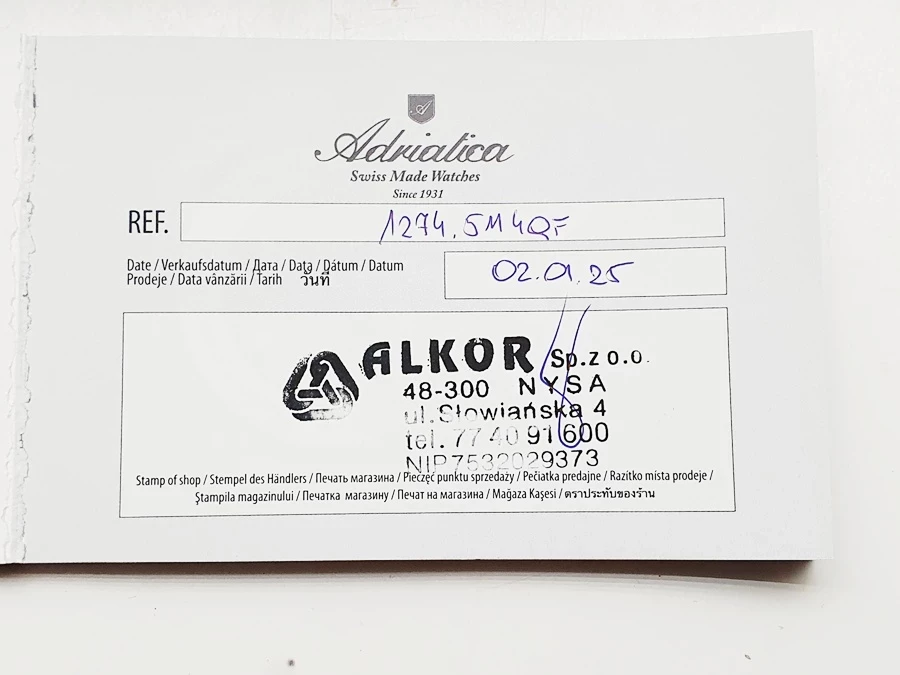 A
Adriatica
Swiss Made Watches
Since 1931
REF. 1274.5114QF
Date / Verkaufsdatum / Дата / Data / Dátum / Datum
Prodeje / Data vânzării / Tarih วันที่
02.01.25
ALKOR Sp.z o.o.
48-300 NYSA
ul.Słowiańska 4
tel. 77 40 91 600
NIP7532029373
Stamp of shop / Stempel des Händlers / Печать магазина / Pieczęć punktu sprzedaży / Pečiatka predajne / Razítko místa prodeje /
Ştampila magazinului / Печатка магазину / Печат на магазина / Mağaza Kaşesi / ตราประทับของร้าน